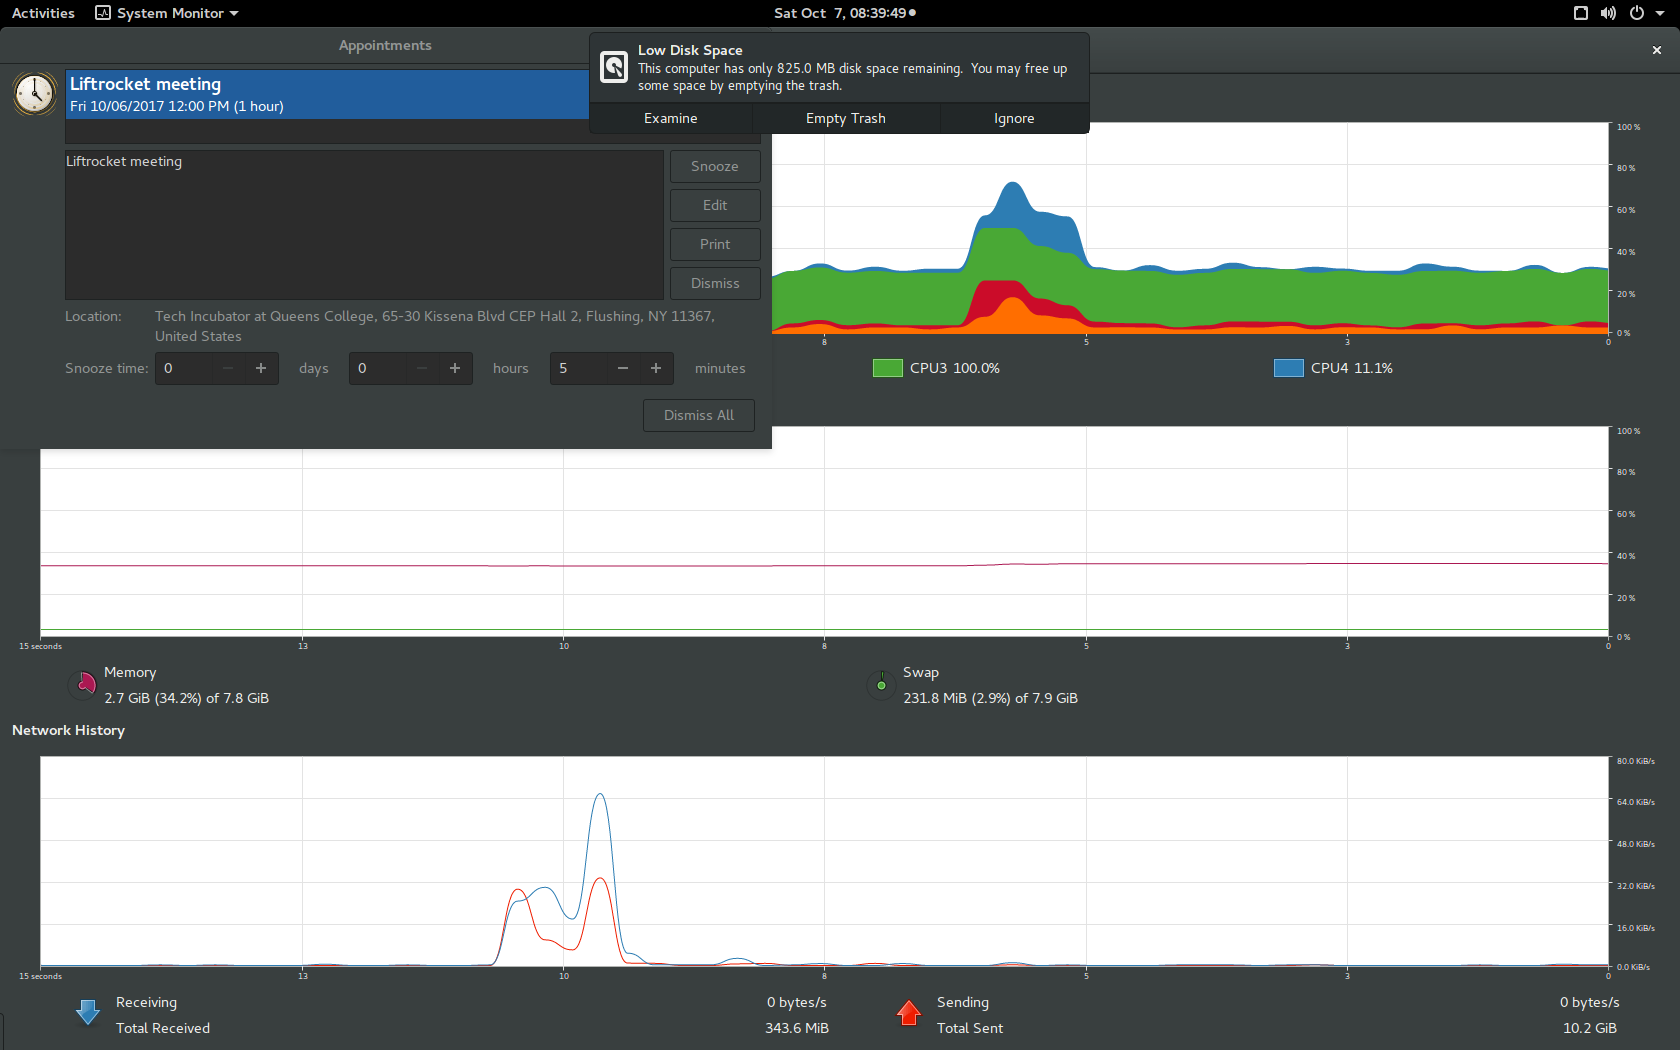 Activities
System Monitor
Sat Oct  7, 08:39:49
Appointments
Low Disk Space
This computer has only 825.0 MB disk space remaining.  You may free up
some space by emptying the trash.
Examine
Empty Trash
Ignore
Liftrocket meeting
Fri 10/06/2017 12:00 PM (1 hour)
Liftrocket meeting
Snooze
Edit
Print
Dismiss
Location:
Tech Incubator at Queens College, 65-30 Kissena Blvd CEP Hall 2, Flushing, NY 11367,
United States
Snooze time:
0
days
0
hours
5
minutes
Dismiss All
100 %
80 %
60 %
40 %
20 %
0 %
8
5
3
0
CPU3 100.0%
CPU4 11.1%
100 %
80 %
60 %
40 %
20 %
0 %
15 seconds
13
10
8
5
3
0
Memory
2.7 GiB (34.2%) of 7.8 GiB
Swap
231.8 MiB (2.9%) of 7.9 GiB
Network History
80.0 KiB/s
64.0 KiB/s
48.0 KiB/s
32.0 KiB/s
16.0 KiB/s
0.0 KiB/s
15 seconds
13
10
8
5
3
0
Receiving
0 bytes/s
Total Received
343.6 MiB
Sending
0 bytes/s
Total Sent
10.2 GiB